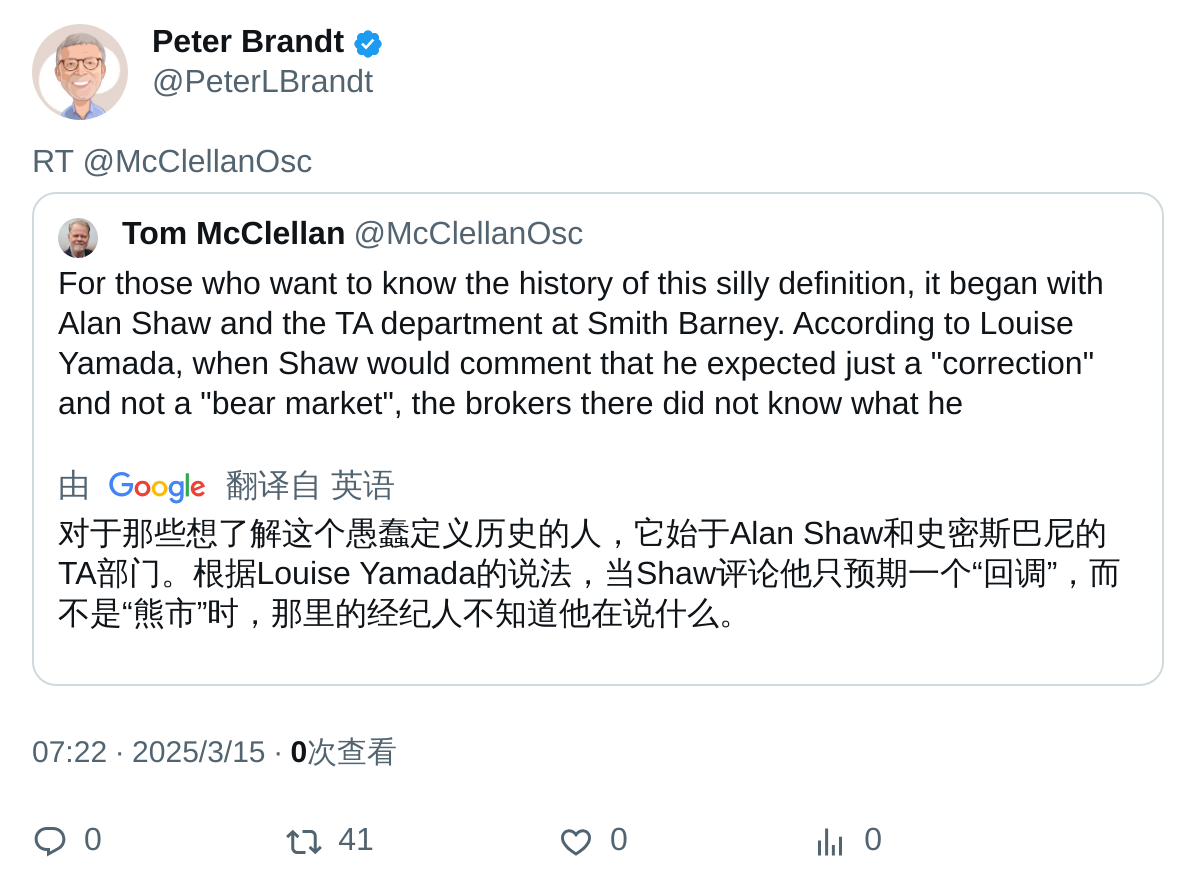 Peter Brandt
@PeterLBrandt
RT @McClellanOsc
Tom McClellan @McClellanOsc
For those who want to know the history of this silly definition, it began with
Alan Shaw and the TA department at Smith Barney. According to Louise
Yamada, when Shaw would comment that he expected just a "correction"
and not a "bear market", the brokers there did not know what he
由 Google 翻译自 英语
对于那些想了解这个愚蠢定义历史的人，它始于Alan Shaw和史密斯巴尼的
TA部门。根据Louise Yamada的说法，当Shaw评论他只预期一个“回调”，而
不是“熊市”时，那里的经纪人不知道他在说什么。
07:22 · 2025/3/15 · 0次查看
0 41 0 0